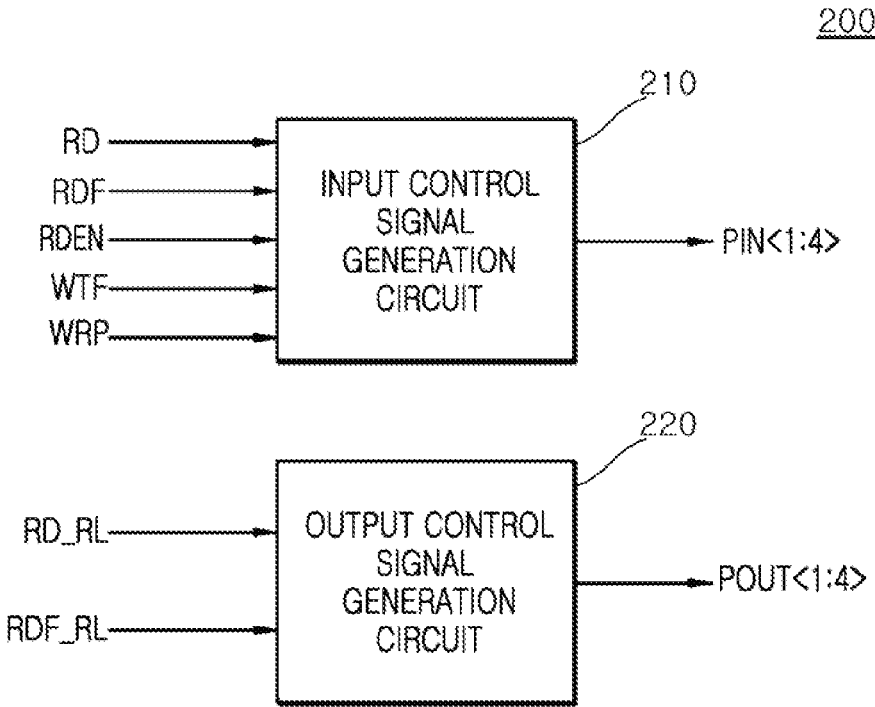 200
210
RD
RDF
RDEN
WTF
WRP
INPUT CONTROL
SIGNAL
GENERATION
CIRCUIT
PIN<1:4>
220
RD_RL
RDF_RL
OUTPUT CONTROL
SIGNAL
GENERATION
CIRCUIT
POUT<1:4>